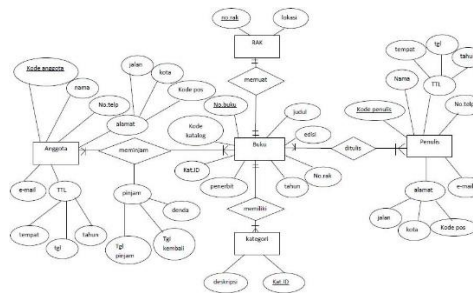 no.rak
lokasi
RAK
memuat
Kode anggota
nama
No.telp
jalan
kota
Kode pos
alamat
Anggota
e-mail
TTL
tempat
tgl
tahun
meminjam
pinjam
denda
Tgl pinjam
Tgl kembali
No.buku
judul
Kode katalog
edisi
Buku
Kat.ID
penerbit
tahun
No.rak
memiliki
kategori
deskripsi
Kat.ID
ditulis
tempat
tgl
tahun
TTL
Nama
Kode penulis
No.telp
Penulis
alamat
e-mail
jalan
kota
Kode pos